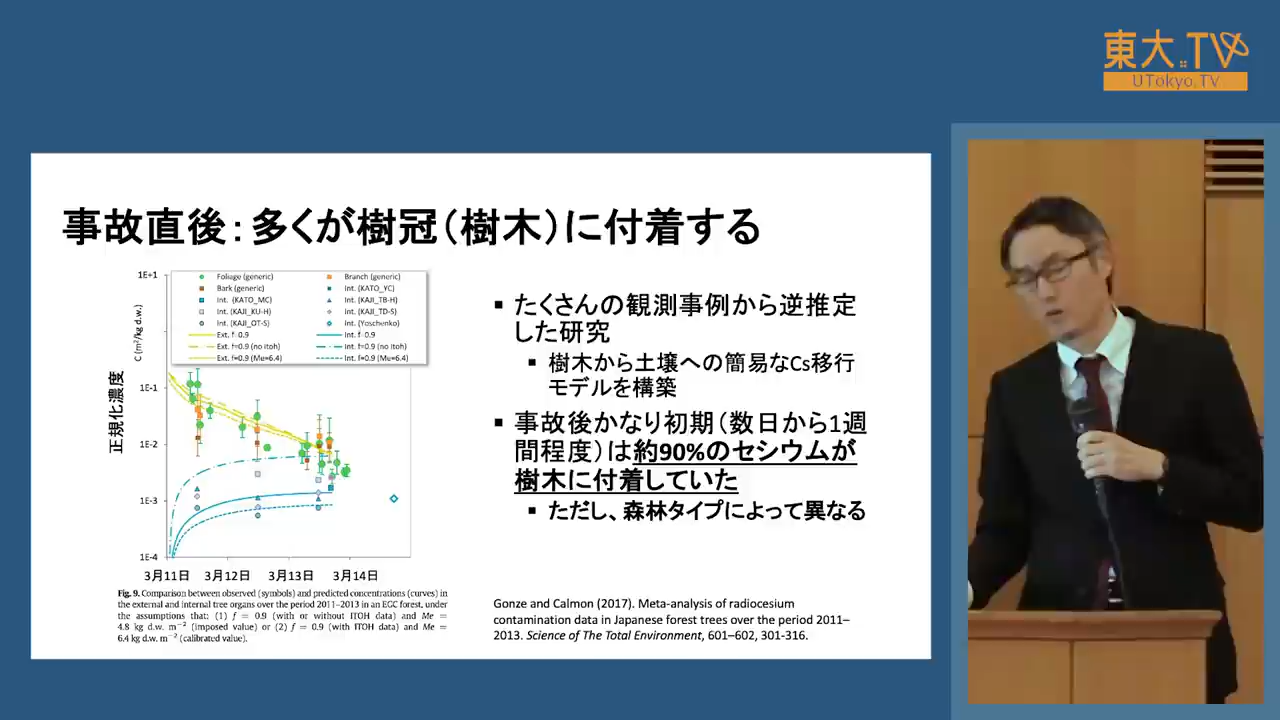 東大.TV
UTokyo.TV
事故直後：多くが樹冠（樹木）に付着する
1E+1
1E-1
1E-2
1E-3
1E-4
C (m²/kg d.w.)
正規化濃度
Foliage (generic)
Branch (generic)
Bark (generic)
Int. (KATO_YC)
Int. (KATO_MC)
Int. (KAJI_TB-H)
Int. (KAJI_KU-H)
Int. (KAJI_TD-S)
Int. (KAJI_OT-S)
Int. (Yoschenko)
Ext. f=0.9
Int. f=0.9
Ext. f=0.9 (no itoh)
Int. f=0.9 (no itoh)
Ext. f=0.9 (Me=6.4)
Int. f=0.9 (Me=6.4)
3月11日 3月12日 3月13日 3月14日
Fig. 9. Comparison between observed (symbols) and predicted concentrations (curves) in
the external and internal tree organs over the period 2011–2013 in an EGC forest, under
the assumptions that: (1) f = 0.9 (with or without ITOH data) and Me =
4.8 kg d.w. m⁻² (imposed value) or (2) f = 0.9 (with ITOH data) and Me =
6.4 kg d.w. m⁻² (calibrated value).
▪ たくさんの観測事例から逆推定
した研究
▪ 樹木から土壌への簡易なCs移行
モデルを構築
▪ 事故後かなり初期（数日から1週
間程度）は約90%のセシウムが
樹木に付着していた
▪ ただし、森林タイプによって異なる
Gonze and Calmon (2017). Meta-analysis of radiocesium
contamination data in Japanese forest trees over the period 2011–
2013. Science of The Total Environment, 601–602, 301-316.